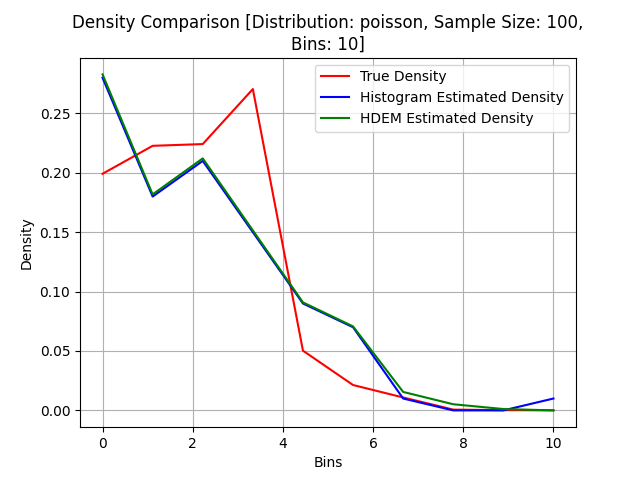 Density Comparison [Distribution: poisson, Sample Size: 100,
Bins: 10]
True Density
Histogram Estimated Density
HDEM Estimated Density
Density
0.25
0.20
0.15
0.10
0.05
0.00
0 2 4 6 8 10
Bins